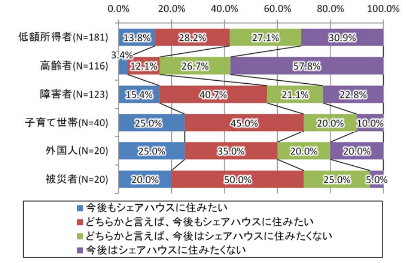 0.0% 20.0% 40.0% 60.0% 80.0% 100.0%
低額所得者(N=181) 13.8% 28.2% 27.1% 30.9%
3.4%
高齢者(N=116) 12.1% 26.7% 57.8%
障害者(N=123) 15.4% 40.7% 21.1% 22.8%
子育て世帯(N=40) 25.0% 45.0% 20.0% 10.0%
外国人(N=20) 25.0% 35.0% 20.0% 20.0%
被災者(N=20) 20.0% 50.0% 25.0% 5.0%
今後もシェアハウスに住みたい
どちらかと言えば、今後もシェアハウスに住みたい
どちらかと言えば、今後はシェアハウスに住みたくない
今後はシェアハウスに住みたくない